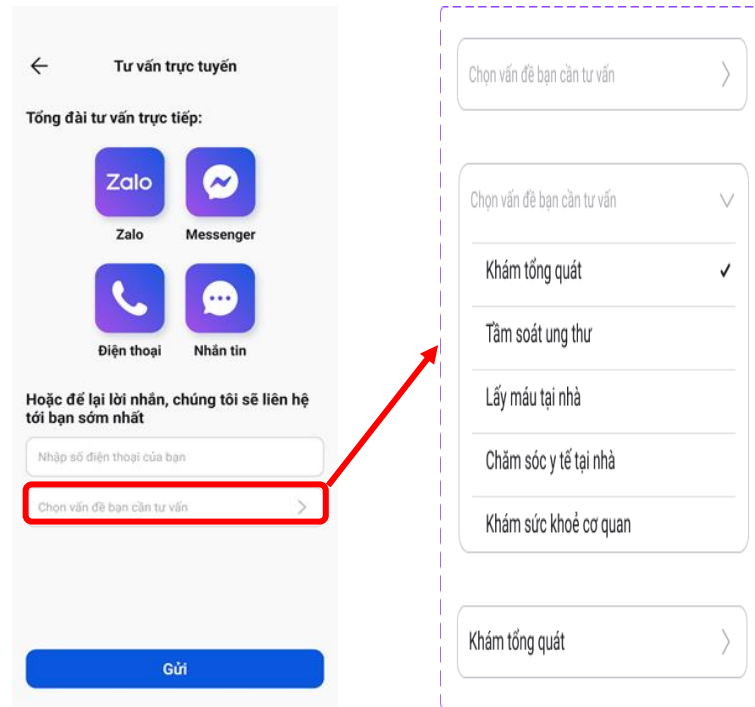 Tư vấn trực tuyến
Tổng đài tư vấn trực tiếp:
Zalo
Zalo
Messenger
Điện thoại
Nhắn tin
Hoặc để lại lời nhắn, chúng tôi sẽ liên hệ
tới bạn sớm nhất
Nhập số điện thoại của bạn
Chọn vấn đề bạn cần tư vấn
Gửi
Chọn vấn đề bạn cần tư vấn
Chọn vấn đề bạn cần tư vấn
Khám tổng quát
Tầm soát ung thư
Lấy máu tại nhà
Chăm sóc y tế tại nhà
Khám sức khoẻ cơ quan
Khám tổng quát